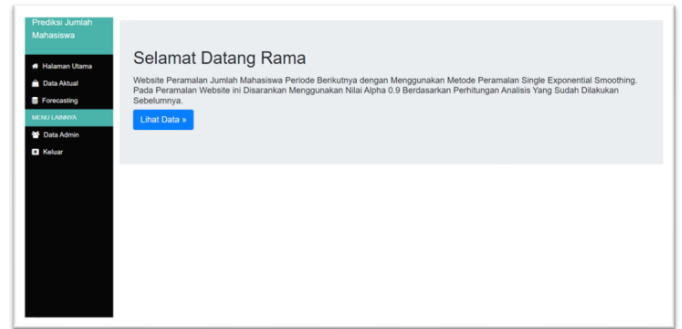 Prediksi Jumlah
Mahasiswa
Halaman Utama
Data Aktual
Forecasting
MENU LAINNYA
Data Admin
Keluar
Selamat Datang Rama
Website Peramalan Jumlah Mahasiswa Periode Berikutnya dengan Menggunakan Metode Peramalan Single Exponential Smoothing.
Pada Peramalan Website ini Disarankan Menggunakan Nilai Alpha 0.9 Berdasarkan Perhitungan Analisis Yang Sudah Dilakukan
Sebelumnya.
Lihat Data »